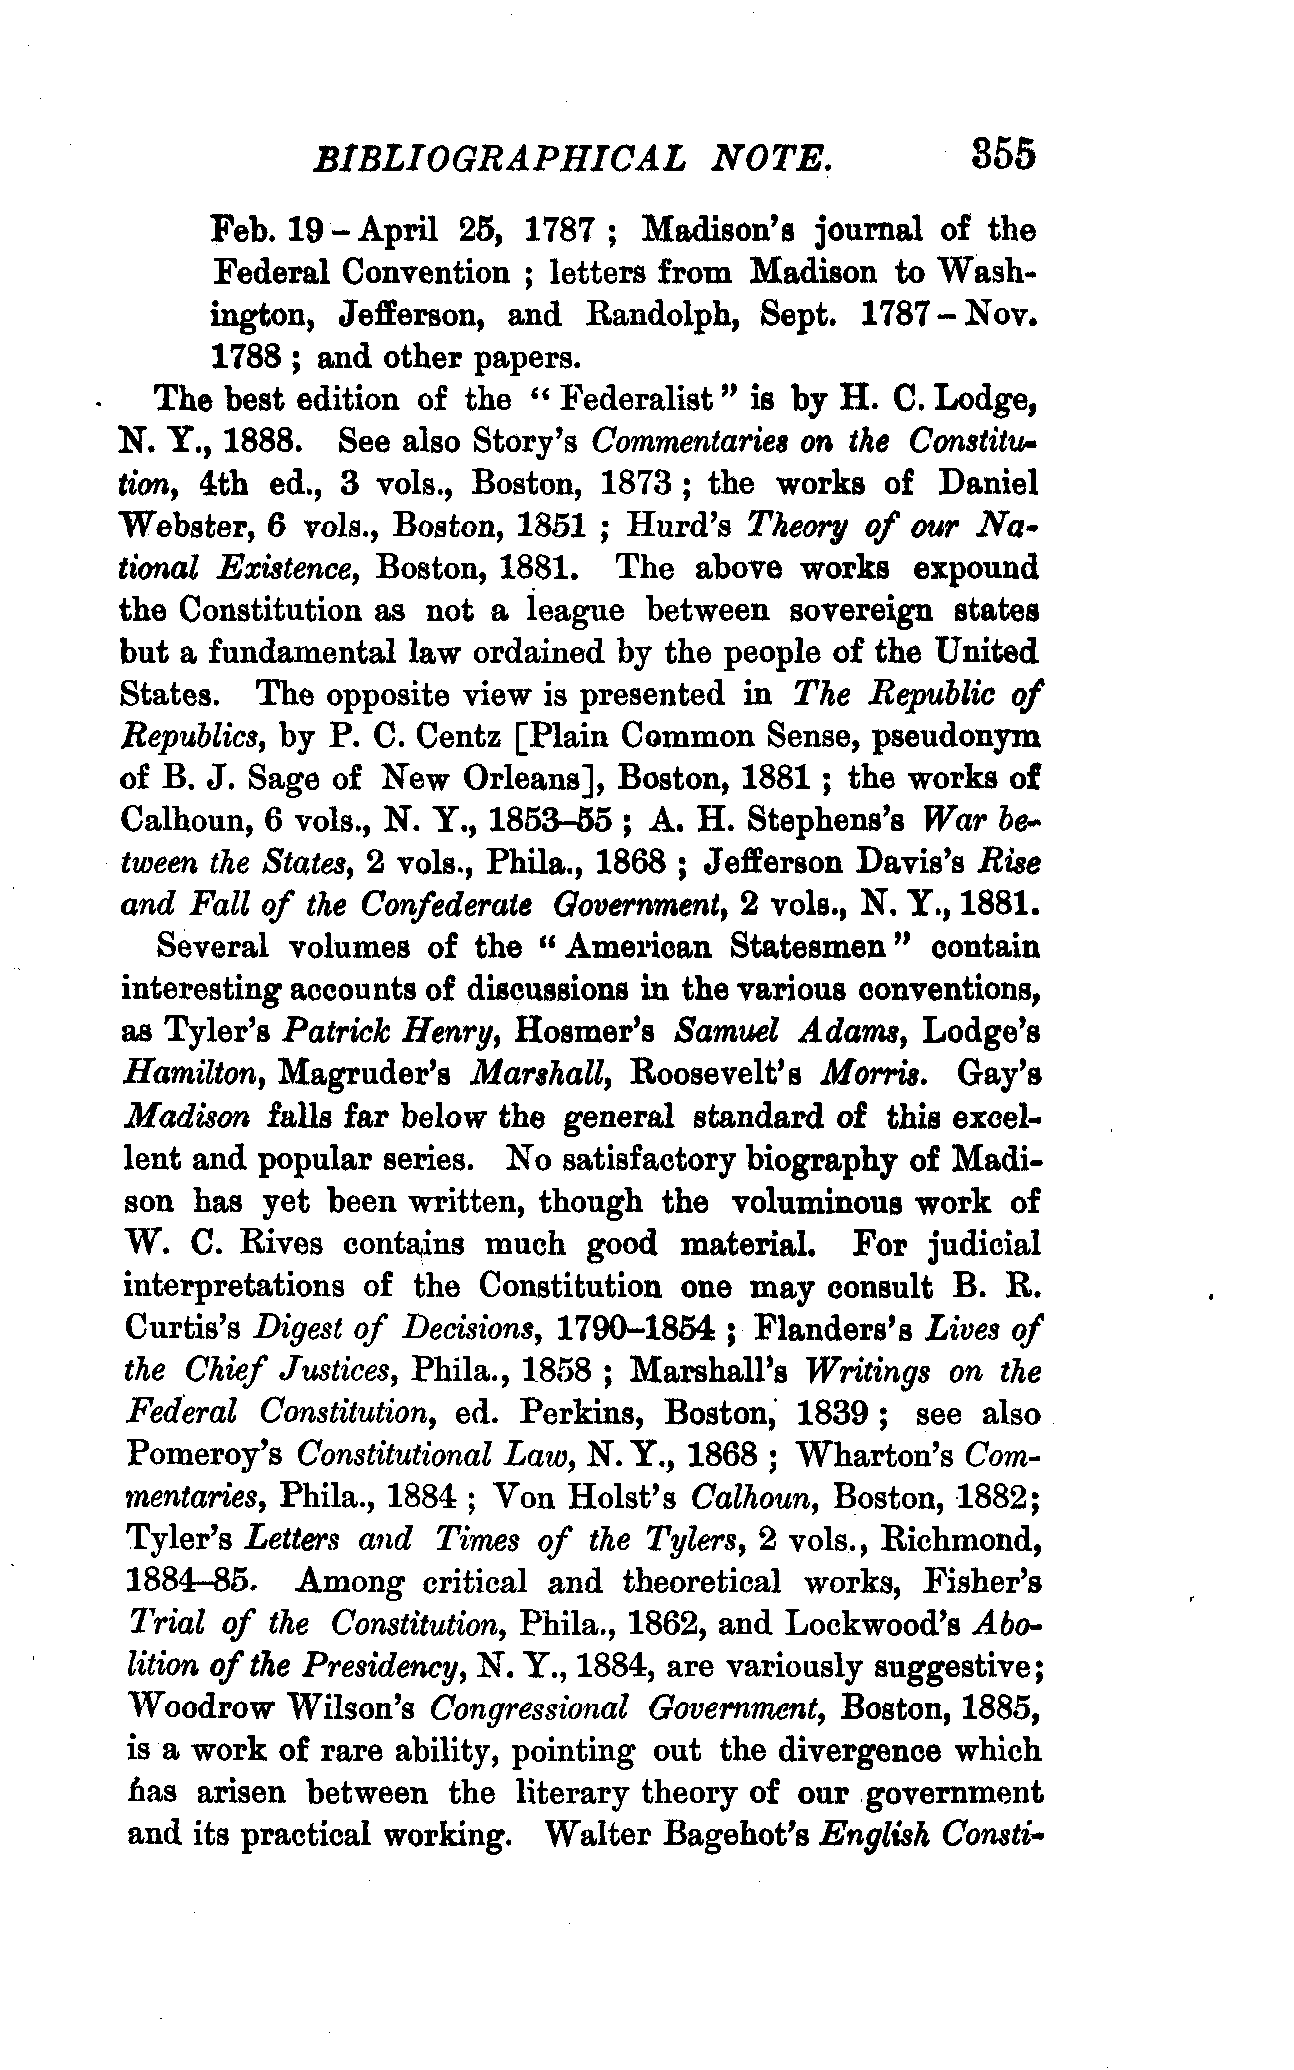 BIBLIOGRAPHICAL NOTE. 355
Feb. 19 – April 25, 1787 ; Madison's journal of the
Federal Convention ; letters from Madison to Wash-
ington, Jefferson, and Randolph, Sept. 1787 – Nov.
1788 ; and other papers.
The best edition of the “ Federalist ” is by H. C. Lodge,
N. Y., 1888. See also Story's Commentaries on the Constitu-
tion, 4th ed., 3 vols., Boston, 1873 ; the works of Daniel
Webster, 6 vols., Boston, 1851 ; Hurd's Theory of our Na-
tional Existence, Boston, 1881. The above works expound
the Constitution as not a league between sovereign states
but a fundamental law ordained by the people of the United
States. The opposite view is presented in The Republic of
Republics, by P. C. Centz [Plain Common Sense, pseudonym
of B. J. Sage of New Orleans], Boston, 1881 ; the works of
Calhoun, 6 vols., N. Y., 1853–55 ; A. H. Stephens's War be-
tween the States, 2 vols., Phila., 1868 ; Jefferson Davis's Rise
and Fall of the Confederate Government, 2 vols., N. Y., 1881.
Several volumes of the “ American Statesmen ” contain
interesting accounts of discussions in the various conventions,
as Tyler's Patrick Henry, Hosmer's Samuel Adams, Lodge's
Hamilton, Magruder's Marshall, Roosevelt's Morris. Gay's
Madison falls far below the general standard of this excel-
lent and popular series. No satisfactory biography of Madi-
son has yet been written, though the voluminous work of
W. C. Rives contains much good material. For judicial
interpretations of the Constitution one may consult B. R.
Curtis's Digest of Decisions, 1790–1854 ; Flanders's Lives of
the Chief Justices, Phila., 1858 ; Marshall's Writings on the
Federal Constitution, ed. Perkins, Boston, 1839 ; see also
Pomeroy's Constitutional Law, N. Y., 1868 ; Wharton's Com-
mentaries, Phila., 1884 ; Von Holst's Calhoun, Boston, 1882;
Tyler's Letters and Times of the Tylers, 2 vols., Richmond,
1884–85. Among critical and theoretical works, Fisher's
Trial of the Constitution, Phila., 1862, and Lockwood's Abo-
lition of the Presidency, N. Y., 1884, are variously suggestive;
Woodrow Wilson's Congressional Government, Boston, 1885,
is a work of rare ability, pointing out the divergence which
has arisen between the literary theory of our government
and its practical working. Walter Bagehot's English Consti-